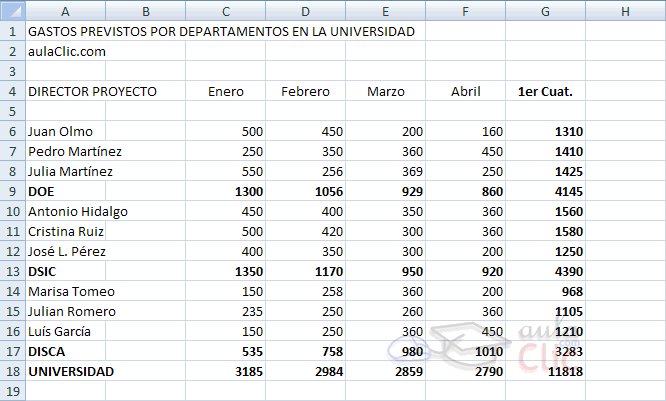 A B C D E F G H
1 GASTOS PREVISTOS POR DEPARTAMENTOS EN LA UNIVERSIDAD
2 aulaClic.com
3
4 DIRECTOR PROYECTO Enero Febrero Marzo Abril 1er Cuat.
5
6 Juan Olmo 500 450 200 160 1310
7 Pedro Martínez 250 350 360 450 1410
8 Julia Martínez 550 256 369 250 1425
9 DOE 1300 1056 929 860 4145
10 Antonio Hidalgo 450 400 350 360 1560
11 Cristina Ruiz 500 420 300 360 1580
12 José L. Pérez 400 350 300 200 1250
13 DSIC 1350 1170 950 920 4390
14 Marisa Tomeo 150 258 360 200 968
15 Julian Romero 235 250 260 360 1105
16 Luís García 150 250 360 450 1210
17 DISCA 535 758 980 1010 3283
18 UNIVERSIDAD 3185 2984 2859 2790 11818
19
aula
Clic
.com